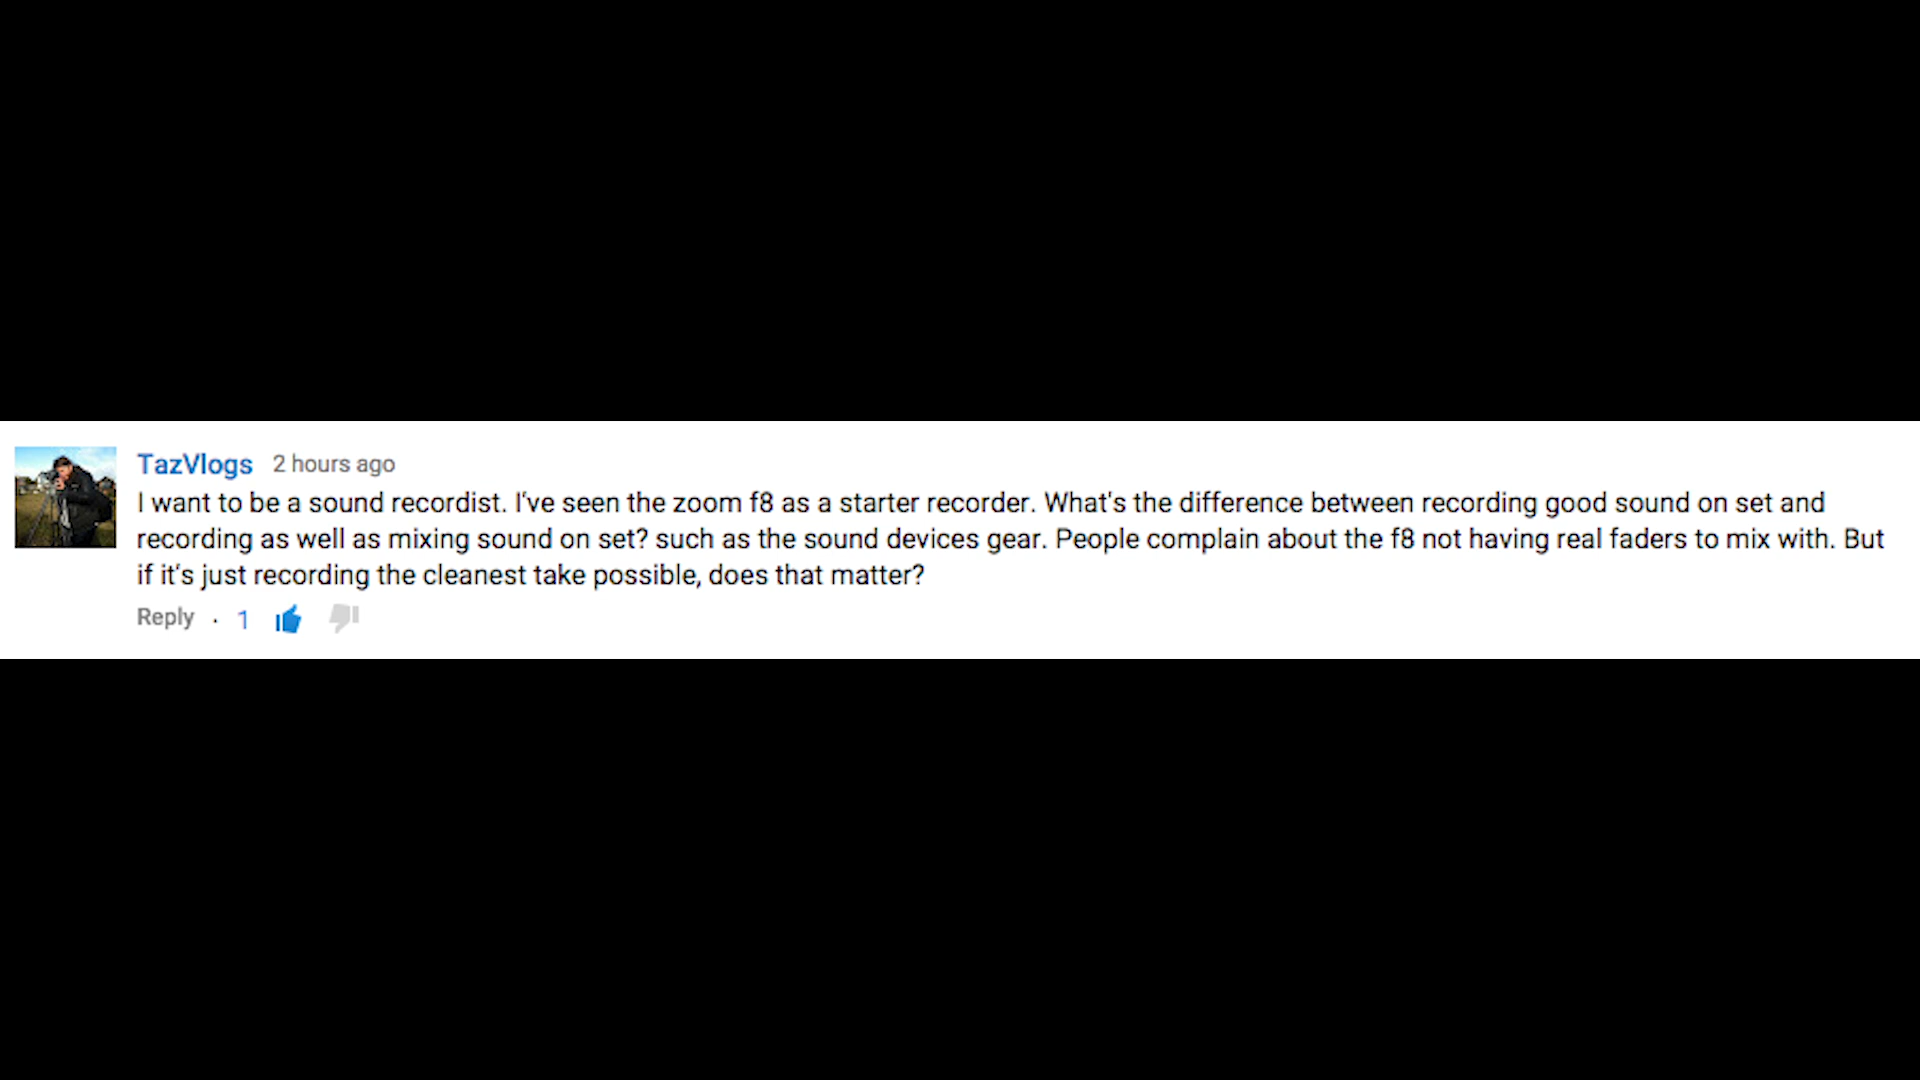 TazVlogs 2 hours ago
I want to be a sound recordist. I've seen the zoom f8 as a starter recorder. What's the difference between recording good sound on set and
recording as well as mixing sound on set? such as the sound devices gear. People complain about the f8 not having real faders to mix with. But
if it's just recording the cleanest take possible, does that matter?
Reply · 1